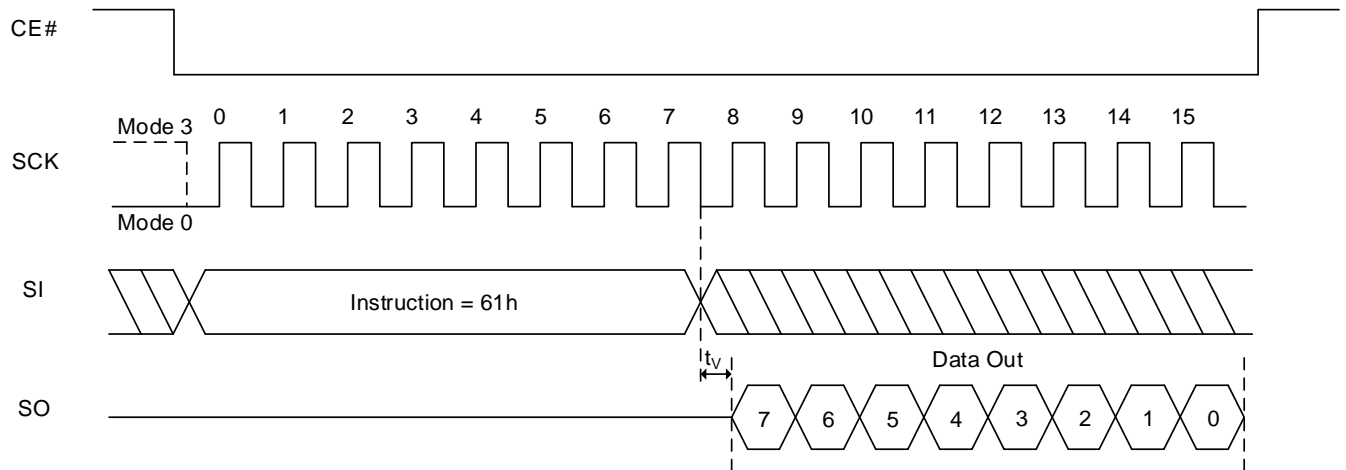 CE#
0 1 2 3 4 5 6 7 8 9 10 11 12 13 14 15
Mode 3
SCK
Mode 0
SI
Instruction = 61h
tV
Data Out
SO
7 6 5 4 3 2 1 0